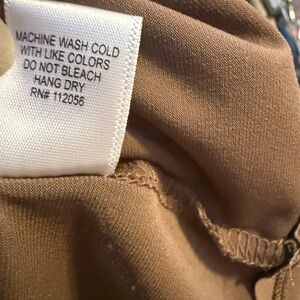 MACHINE WASH COLD
WITH LIKE COLORS
DO NOT BLEACH
HANG DRY
RN# 112056